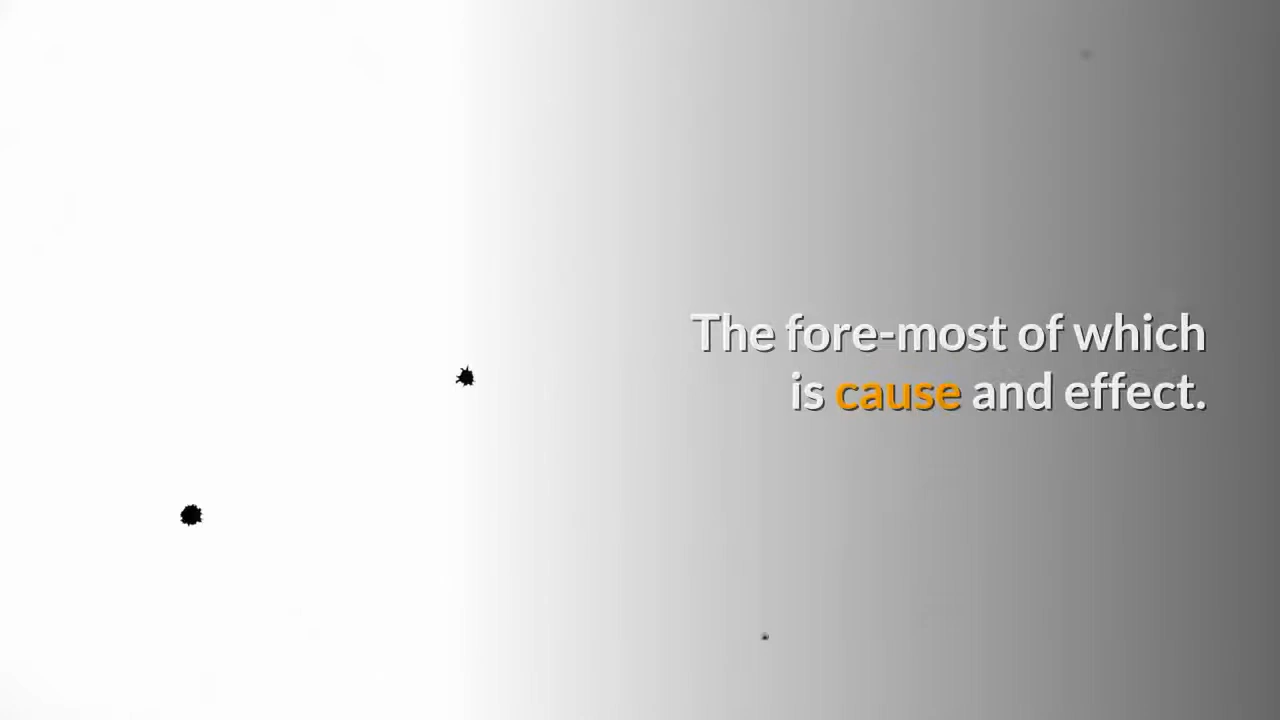 The fore-most of which
is cause and effect.